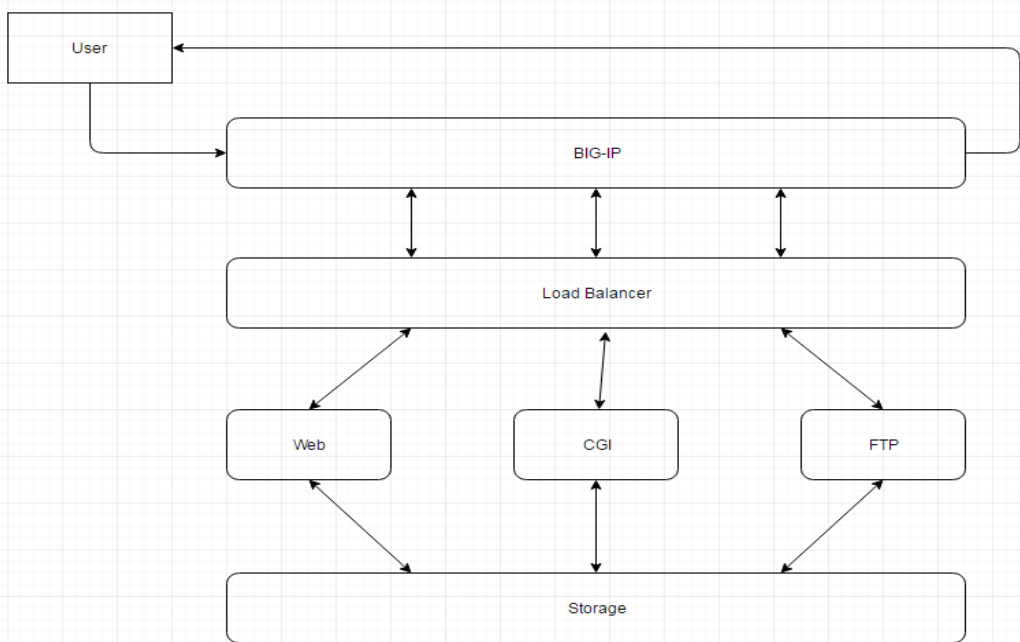 User
BIG-IP
Load Balancer
Web
CGI
FTP
Storage